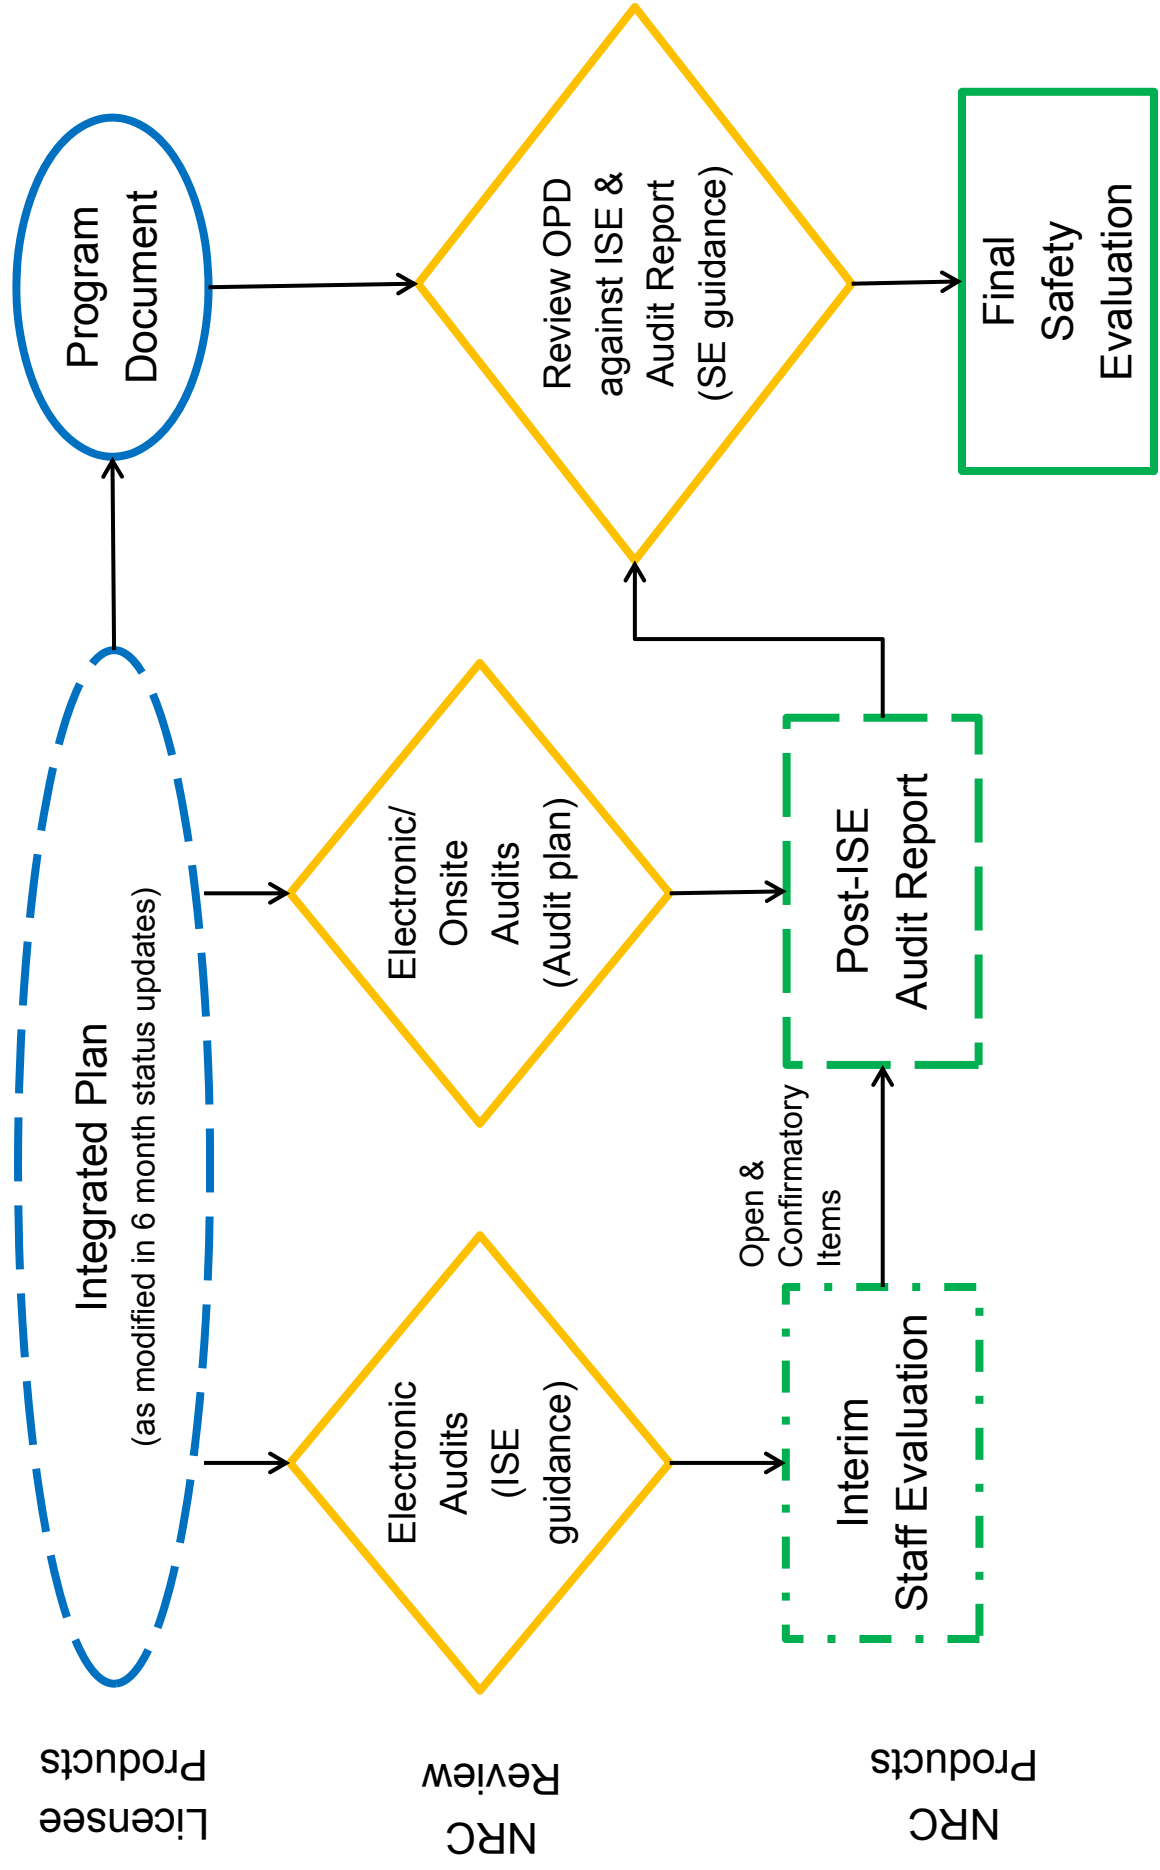 Licensee
Products
Integrated Plan
(as modified in 6 month status updates)
Program
Document
NRC
Review
Electronic
Audits
(ISE
guidance)
Electronic/
Onsite
Audits
(Audit plan)
Review OPD
against ISE &
Audit Report
(SE guidance)
NRC
Products
Interim
Staff Evaluation
Open &
Confirmatory
Items
Post-ISE
Audit Report
Final
Safety
Evaluation